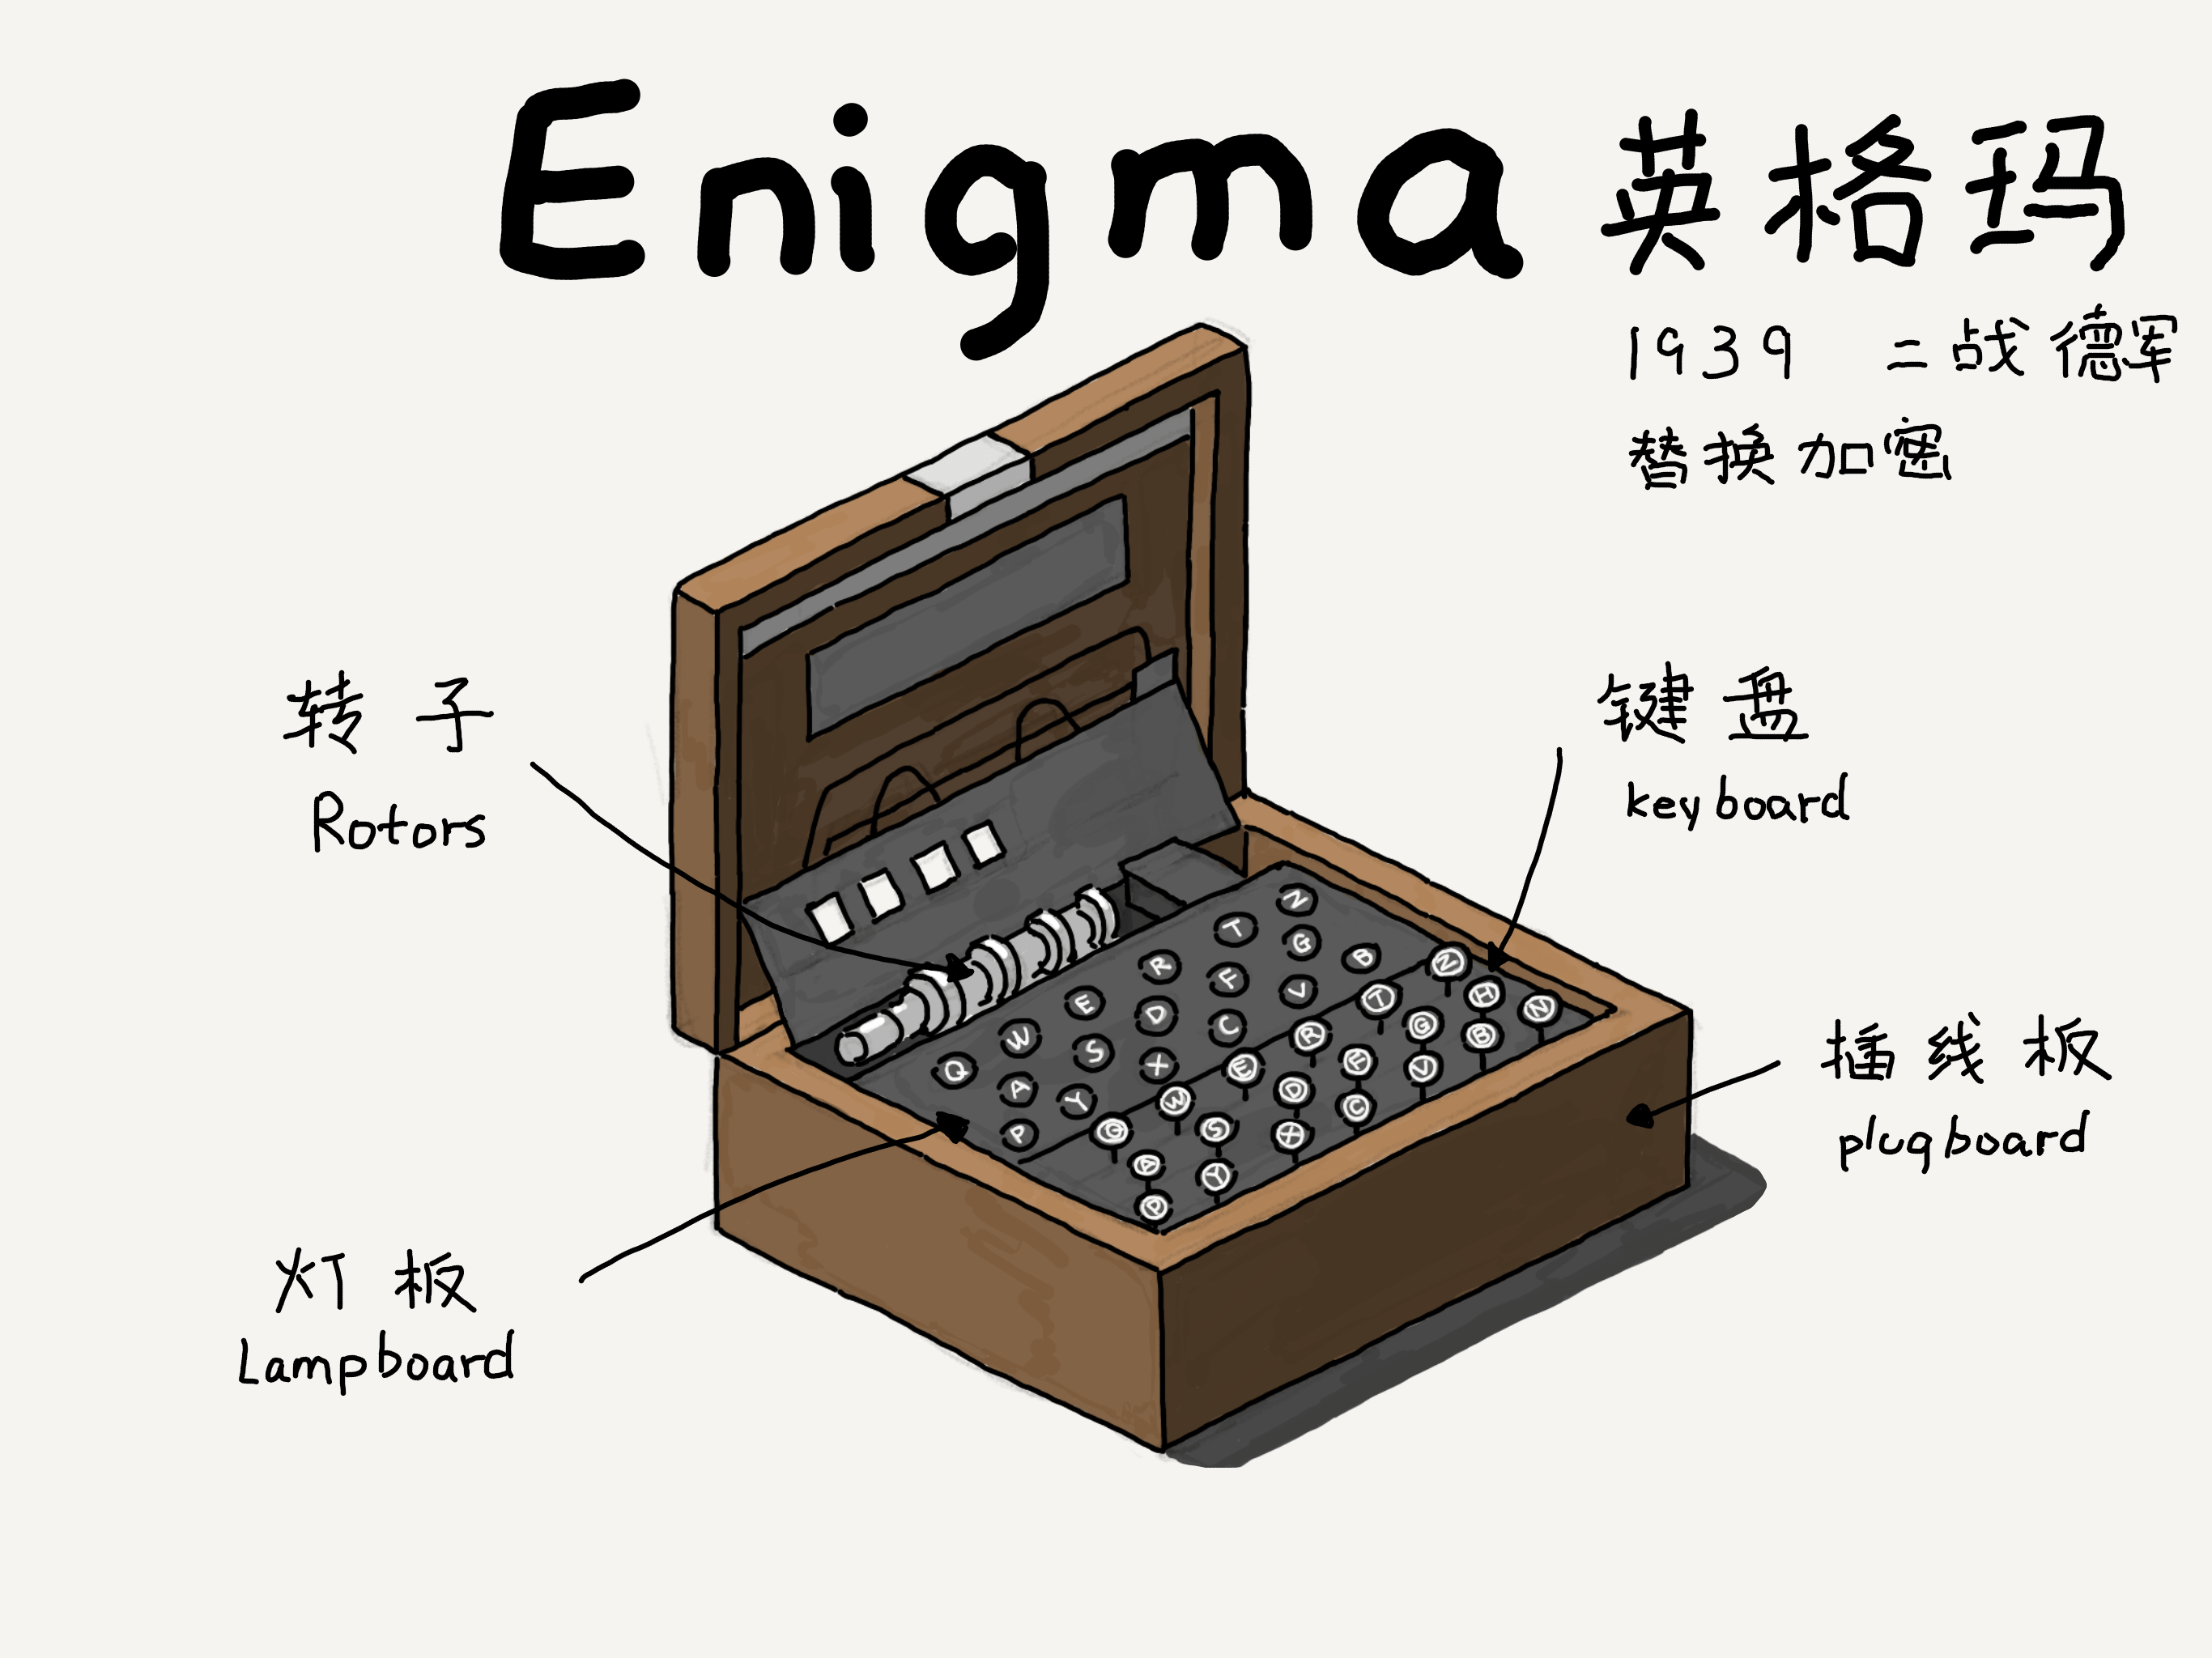 Enigma 英格玛
1939 二战德军
替换加密
转子
Rotors
键盘
keyboard
Q W E R T Z
A S D F G
P Y X C V B
Q W E R T Z
A S D F G H
P Y X C V B N
插线板
plugboard
灯板
Lampboard